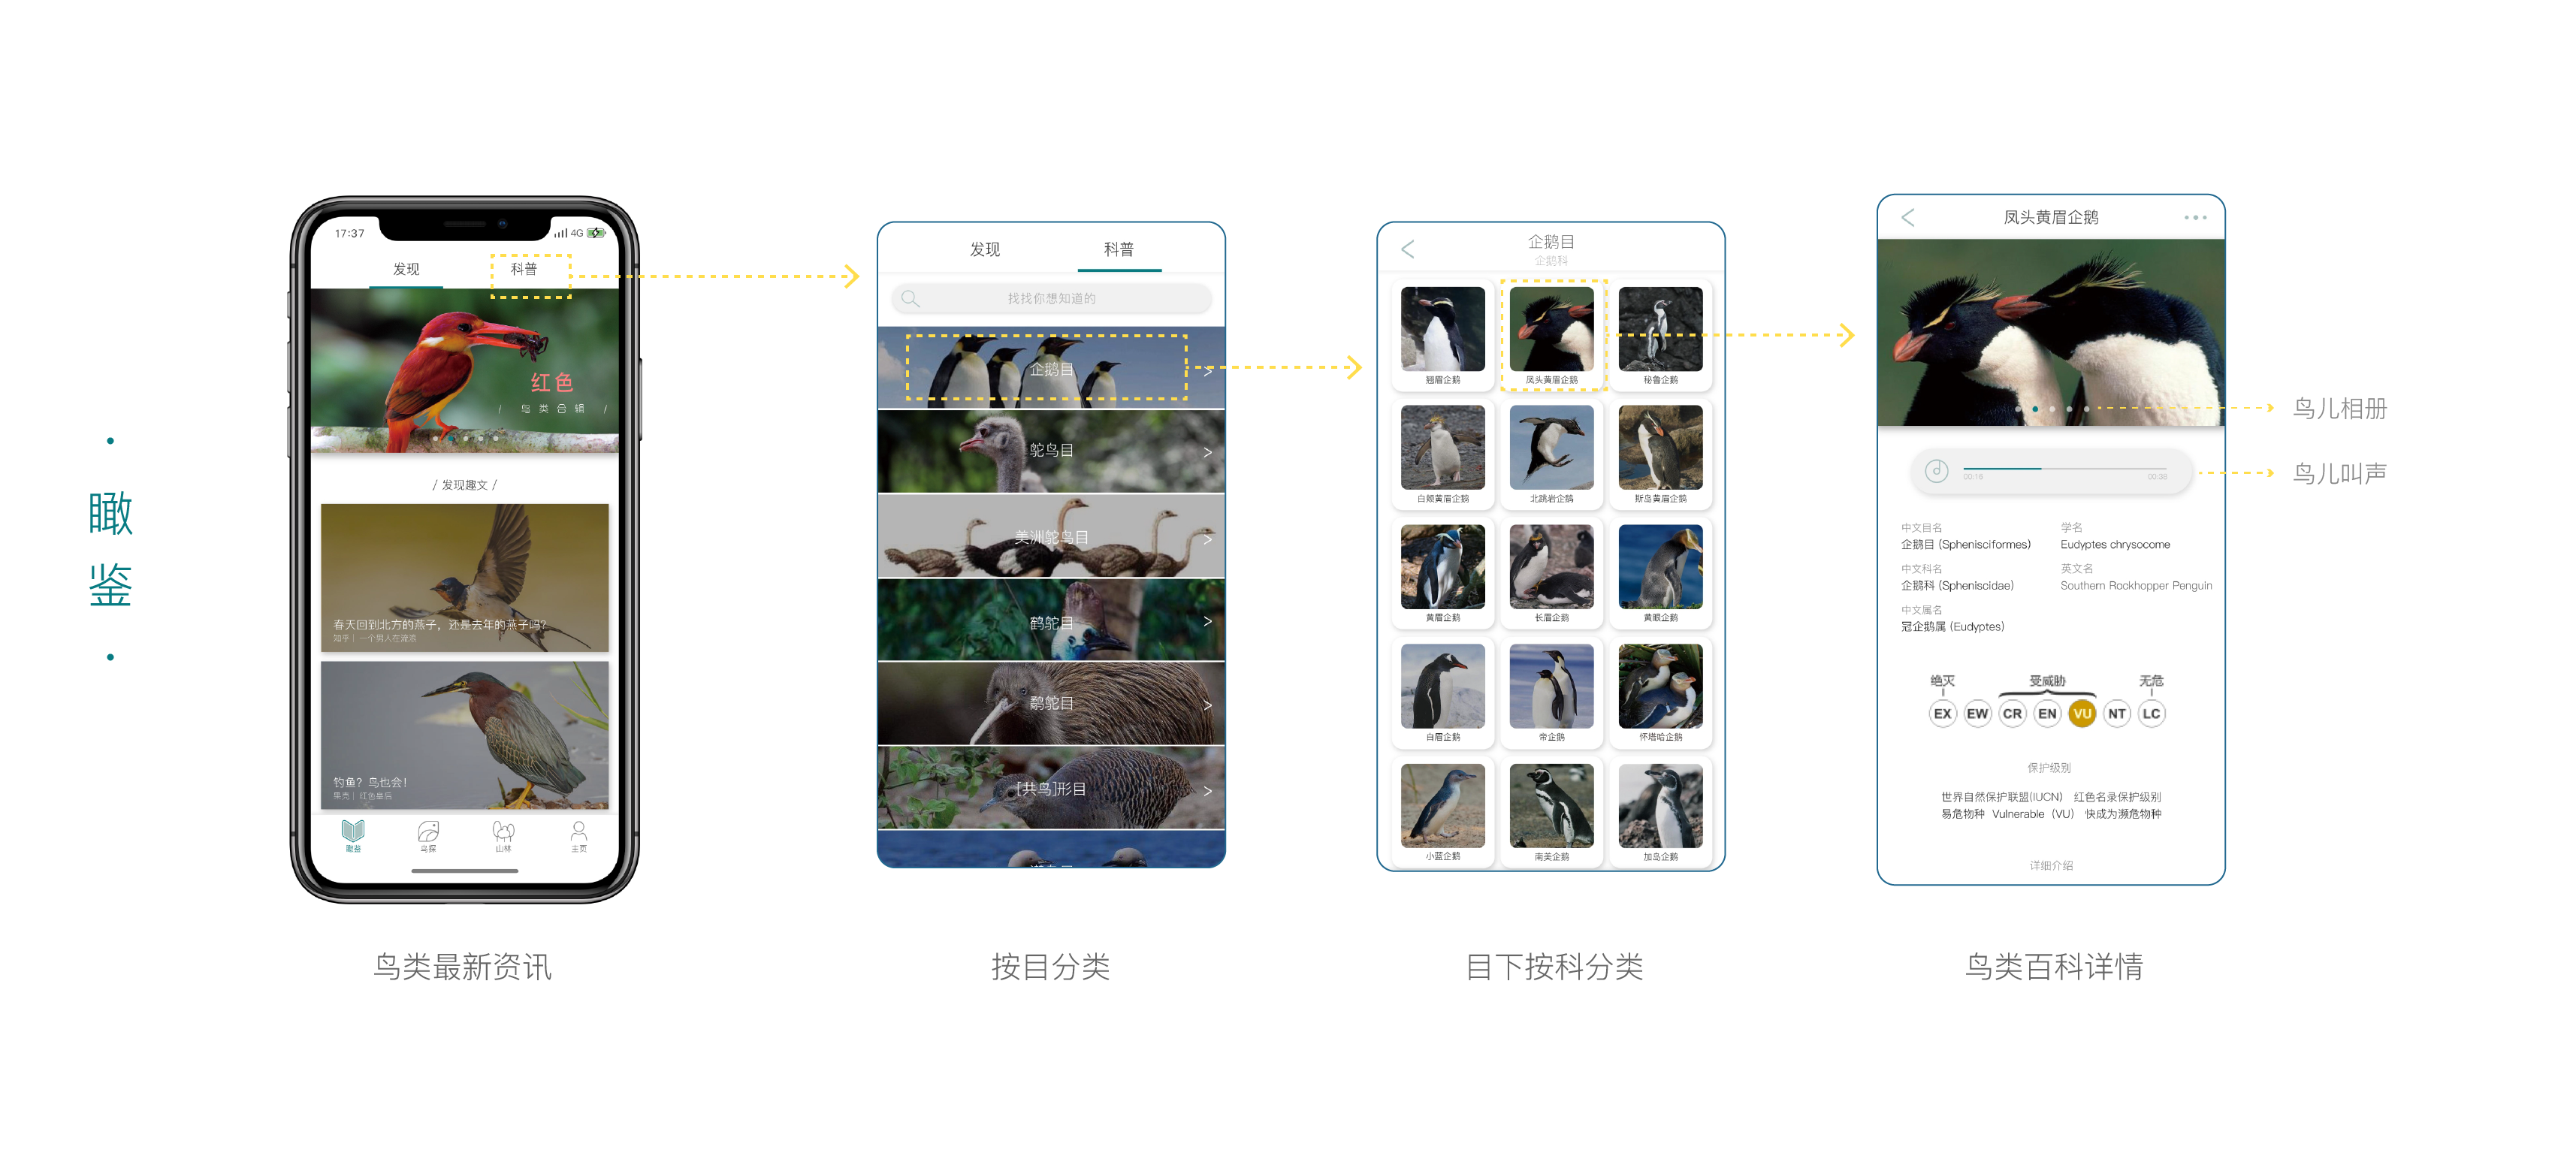 ·瞰鉴·
17:37
4G
发现 科普
红色
/ 鸟类合辑 /
/ 发现趣文 /
春天回到北方的燕子，还是去年的燕子吗？
知乎 | 一个男人在流浪
钓鱼？鸟也会！
果壳 | 红色皇后
瞰鉴 鸟探 山林 主页
鸟类最新资讯
发现 科普
找找你想知道的
企鹅目 >
鸵鸟目 >
美洲鸵鸟目 >
鹤鸵目 >
鹬鸵目 >
[共鸟]形目 >
按目分类
企鹅目
企鹅科
翘眉企鹅 凤头黄眉企鹅 秘鲁企鹅
白颊黄眉企鹅 北跳岩企鹅 斯岛黄眉企鹅
黄眉企鹅 长眉企鹅 黄眼企鹅
白眉企鹅 帝企鹅 怀塔哈企鹅
小蓝企鹅 南美企鹅 加岛企鹅
目下按科分类
凤头黄眉企鹅
鸟儿相册
00:16 00:38
鸟儿叫声
中文目名 学名
企鹅目 (Sphenisciformes) Eudyptes chrysocome
中文科名 英文名
企鹅科 (Spheniscidae) Southern Rockhopper Penguin
中文属名
冠企鹅属 (Eudyptes)
绝灭 受威胁 无危
EX EW CR EN VU NT LC
保护级别
世界自然保护联盟(IUCN) 红色名录保护级别
易危物种 Vulnerable（VU） 快成为濒危物种
详细介绍
鸟类百科详情